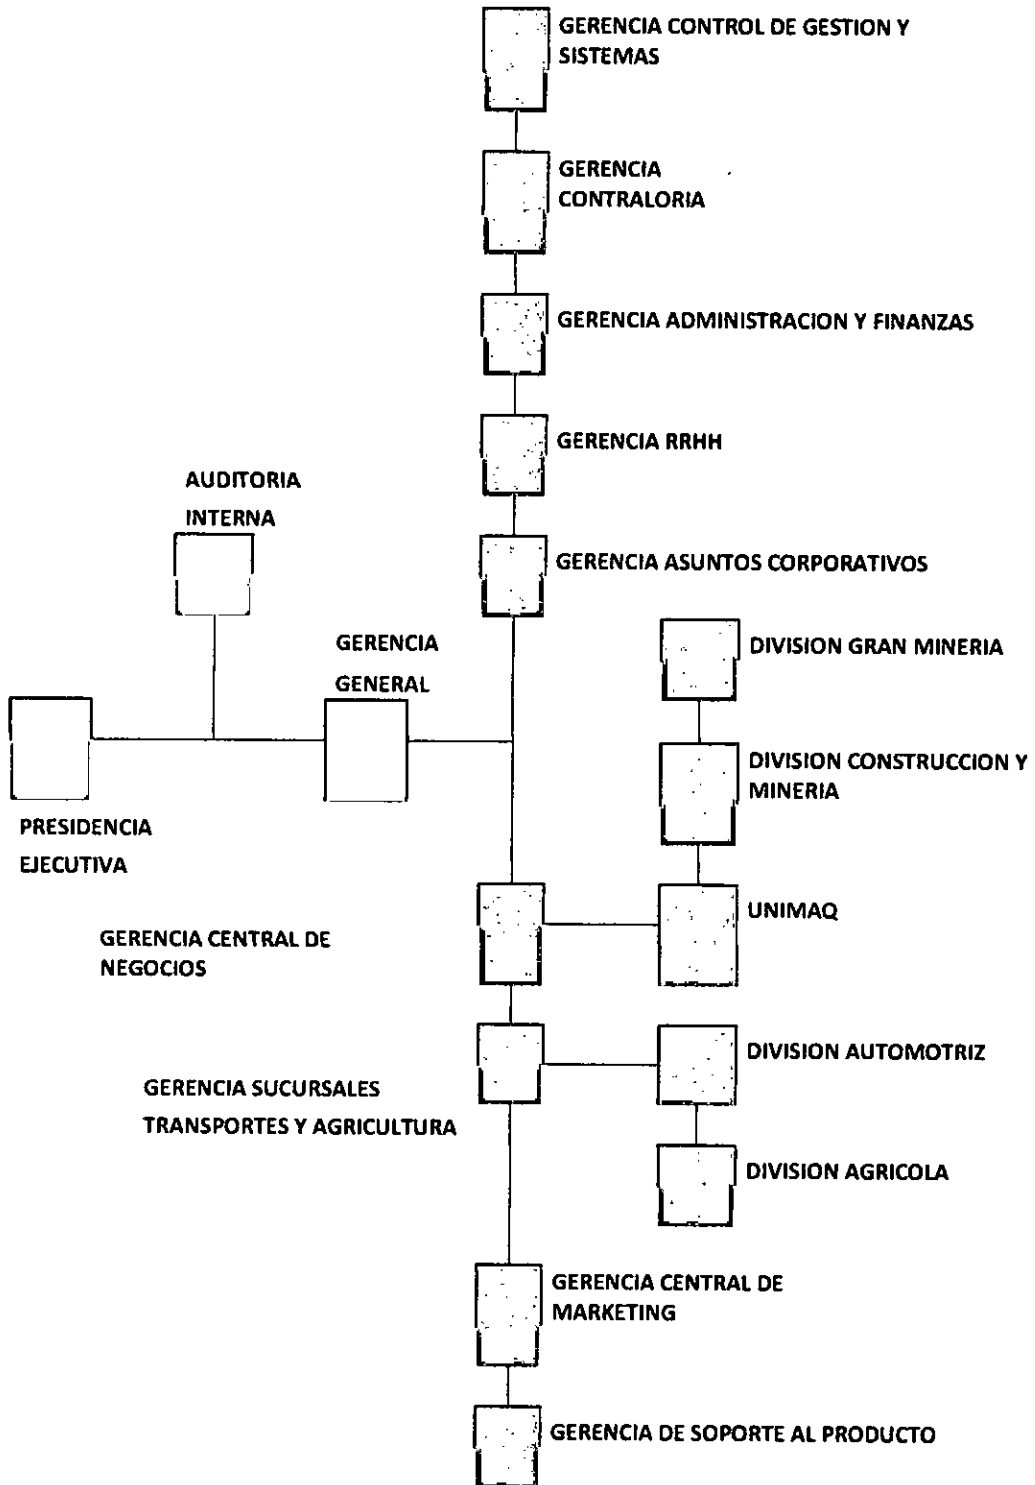 GERENCIA CONTROL DE GESTION Y
SISTEMAS
GERENCIA
CONTRALORIA
GERENCIA ADMINISTRACION Y FINANZAS
GERENCIA RRHH
AUDITORIA
INTERNA
GERENCIA ASUNTOS CORPORATIVOS
GERENCIA
GENERAL
DIVISION GRAN MINERIA
DIVISION CONSTRUCCION Y
MINERIA
PRESIDENCIA
EJECUTIVA
UNIMAQ
GERENCIA CENTRAL DE
NEGOCIOS
DIVISION AUTOMOTRIZ
GERENCIA SUCURSALES
TRANSPORTES Y AGRICULTURA
DIVISION AGRICOLA
GERENCIA CENTRAL DE
MARKETING
GERENCIA DE SOPORTE AL PRODUCTO